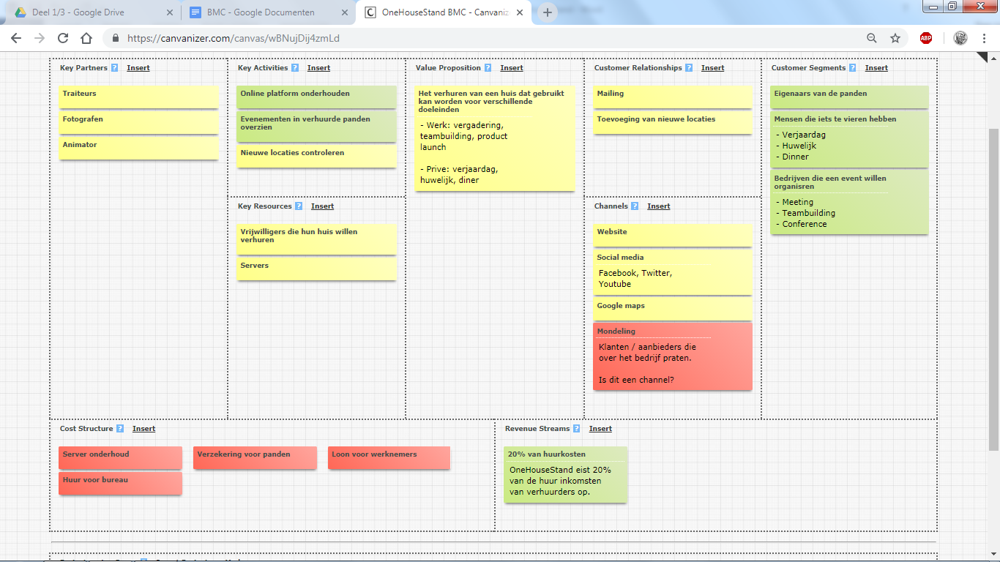 Deel 1/3 - Google Drive
BMC - Google Documenten
OneHouseStand BMC - Canvaniz
https://canvanizer.com/canvas/wBNujDij4zmLd
ABP
Key Partners ? Insert
Traiteurs
Fotografen
Animator
Key Activities ? Insert
Online platform onderhouden
Evenementen in verhuurde panden
overzien
Nieuwe locaties controleren
Key Resources ? Insert
Vrijwilligers die hun huis willen
verhuren
Servers
Value Proposition ? Insert
Het verhuren van een huis dat gebruikt
kan worden voor verschillende
doeleinden
- Werk: vergadering,
teambuilding, product
launch
- Prive: verjaardag,
huwelijk, diner
Customer Relationships ? Insert
Mailing
Toevoeging van nieuwe locaties
Channels ? Insert
Website
Social media
Facebook, Twitter,
Youtube
Google maps
Mondeling
Klanten / aanbieders die
over het bedrijf praten.
Is dit een channel?
Customer Segments ? Insert
Eigenaars van de panden
Mensen die iets te vieren hebben
- Verjaardag
- Huwelijk
- Dinner
Bedrijven die een event willen
organisren
- Meeting
- Teambuilding
- Conference
Cost Structure ? Insert
Server onderhoud
Verzekering voor panden
Loon voor werknemers
Huur voor bureau
Revenue Streams ? Insert
20% van huurkosten
OneHouseStand eist 20%
van de huur inkomsten
van verhuurders op.